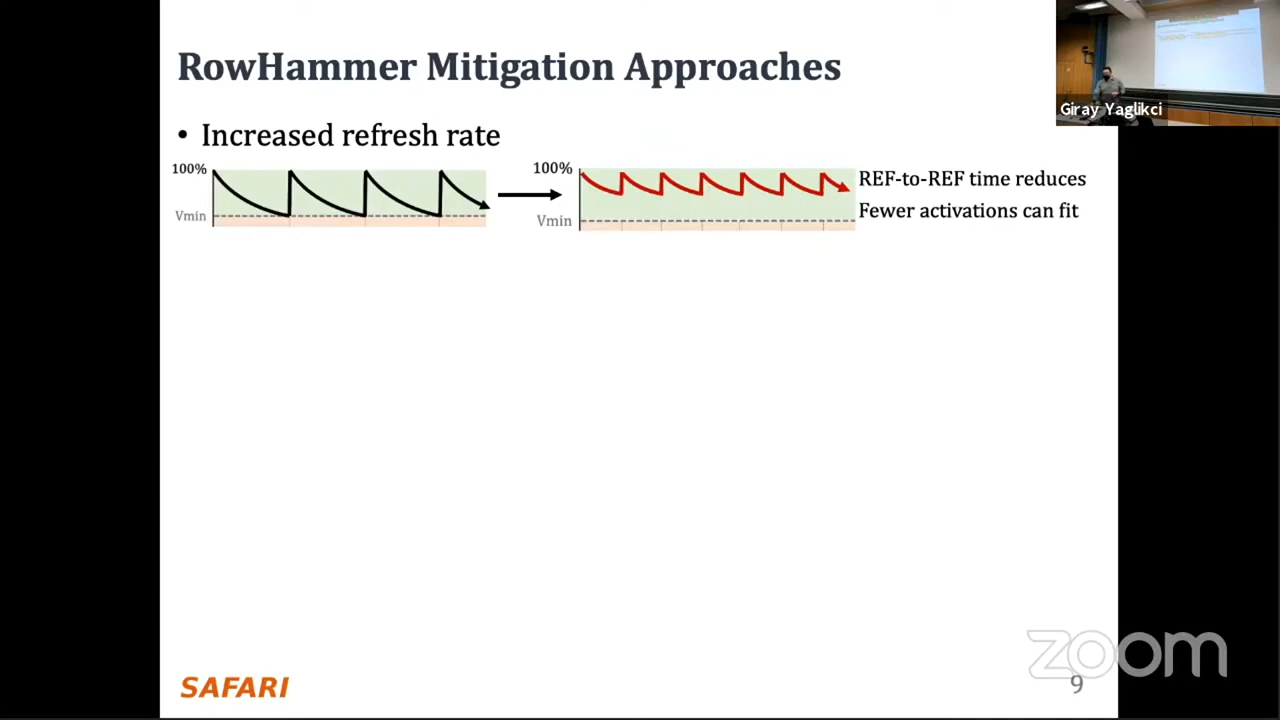 RowHammer Mitigation Approaches
Giray Yaglikci
• Increased refresh rate
100%
Vmin
100%
Vmin
REF-to-REF time reduces
Fewer activations can fit
zoom
SAFARI
9